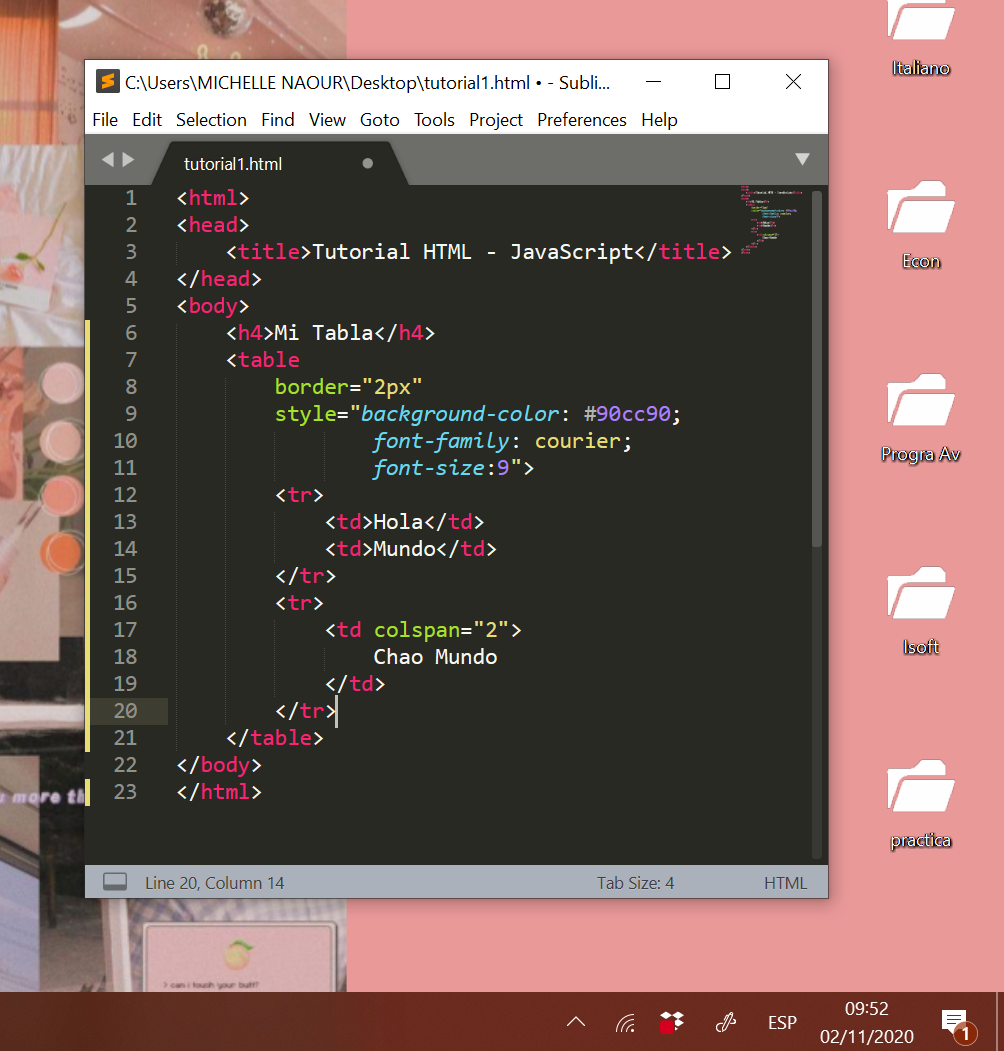 Italiano
C:\Users\MICHELLE NAOUR\Desktop\tutorial1.html • - Subli...
File Edit Selection Find View Goto Tools Project Preferences Help
tutorial1.html
1 <html>
2 <head>
3 <title>Tutorial HTML - JavaScript</title>
4 </head>
5 <body>
6 <h4>Mi Tabla</h4>
7 <table
8 border="2px"
9 style="background-color: #90cc90;
10 font-family: courier;
11 font-size:9">
12 <tr>
13 <td>Hola</td>
14 <td>Mundo</td>
15 </tr>
16 <tr>
17 <td colspan="2">
18 Chao Mundo
19 </td>
20 </tr>
21 </table>
22 </body>
23 </html>
Line 20, Column 14 Tab Size: 4 HTML
Econ
Progra Av
Isoft
practica
more
> can i touch your butt?
ESP
09:52
02/11/2020
1